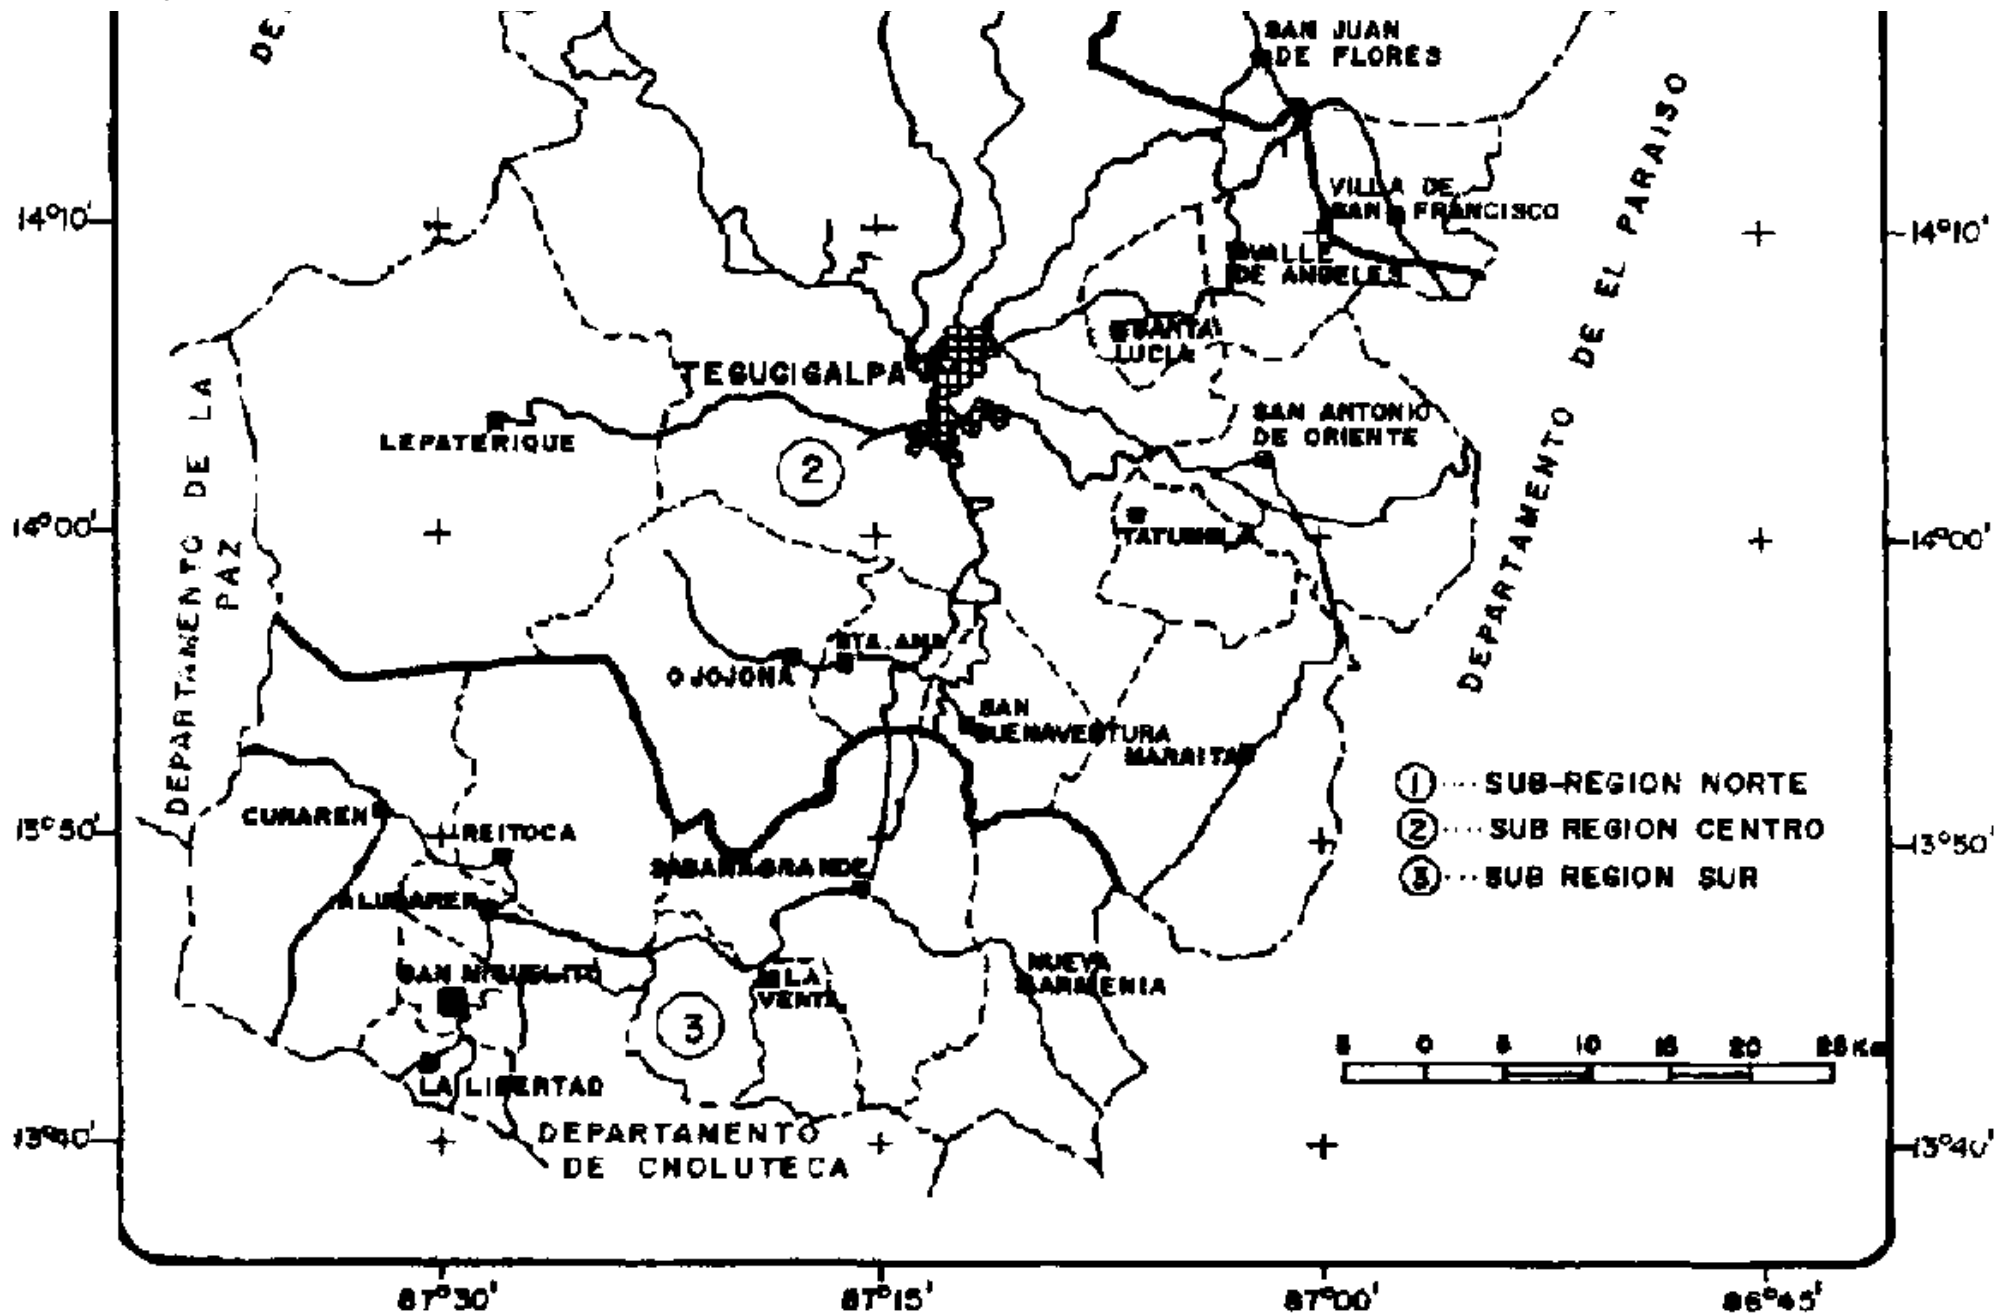 DE
SAN JUAN
DE FLORES
VILLA DE
SAN FRANCISCO
14°10'
14°10'
VALLE
DE ANGELES
SANTA
LUCIA
TEGUCIGALPA
DEPARTAMENTO DE EL PARAISO
SAN ANTONIO
DE ORIENTE
LEPATERIQUE
2
DEPARTAMENTO DE LA
PAZ
14°00'
14°00'
TATUMBLA
STA. ANA
OJOJONA
SAN
BUENAVENTURA
MARAITA
1 ···· SUB-REGION NORTE
2 ···· SUB REGION CENTRO
3 ··· SUB REGION SUR
CURAREN
REITOCA
13°50'
13°50'
SABANAGRANDE
ALUBAREN
SAN MIGUELITO
LA
VENTA
NUEVA
ARMENIA
3
5 0 5 10 15 20 25 Km
LA LIBERTAD
13°40'
13°40'
DEPARTAMENTO
DE CHOLUTECA
87°30'
87°15'
87°00'
86°45'